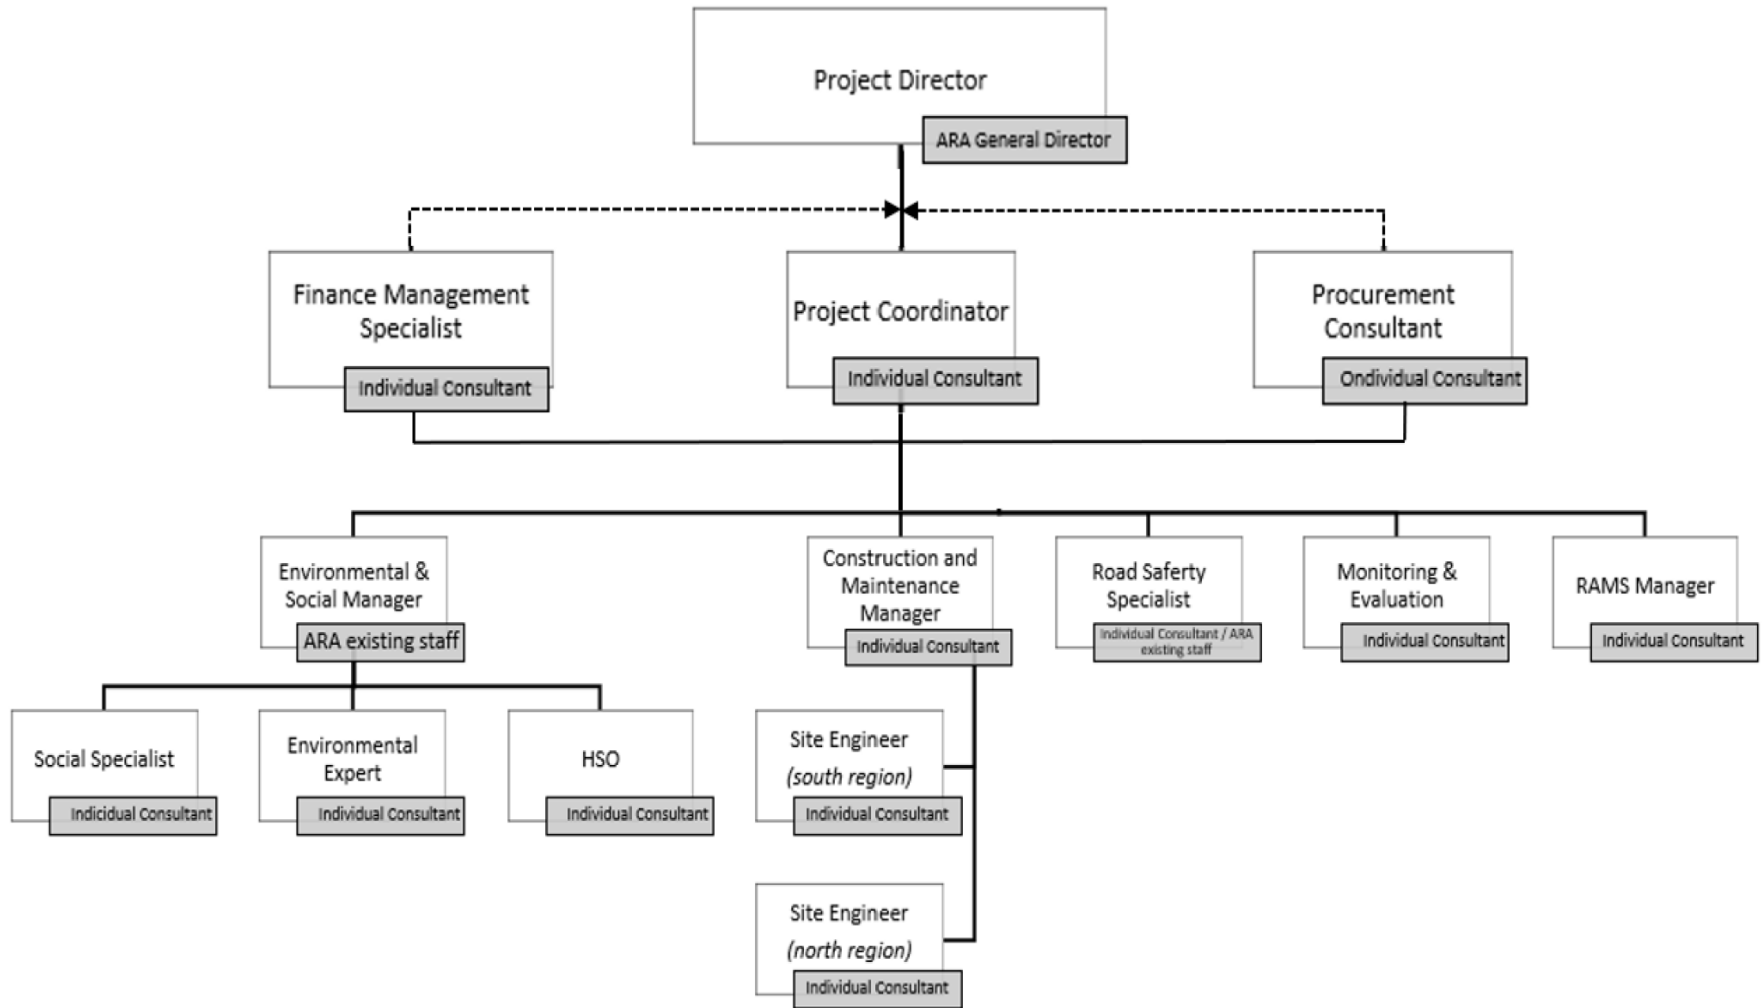 Project Director
ARA General Director
Finance Management
Specialist
Individual Consultant
Project Coordinator
Individual Consultant
Procurement
Consultant
Ondividual Consultant
Environmental &
Social Manager
ARA existing staff
Construction and
Maintenance
Manager
Individual Consultant
Road Saferty
Specialist
Individual Consultant / ARA
existing staff
Monitoring &
Evaluation
Individual Consultant
RAMS Manager
Individual Consultant
Social Specialist
Indicidual Consultant
Environmental
Expert
Individual Consultant
HSO
Individual Consultant
Site Engineer
(south region)
Individual Consultant
Site Engineer
(north region)
Individual Consultant